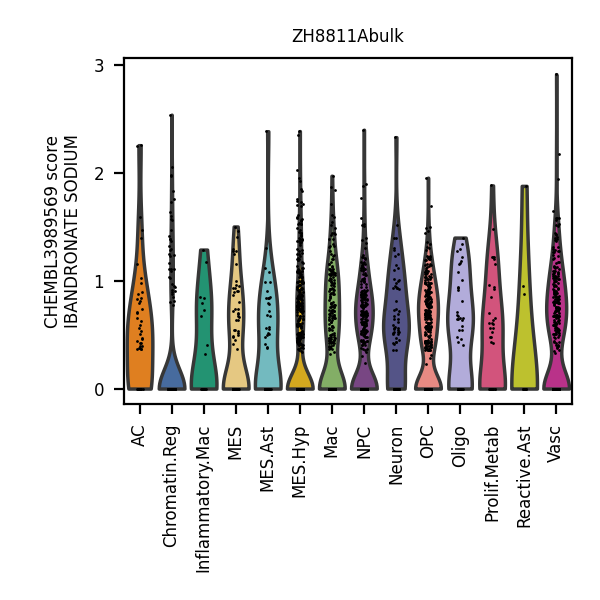 ZH8811Abulk
CHEMBL3989569 score
IBANDRONATE SODIUM
3
2
1
0
AC
Chromatin.Reg
Inflammatory.Mac
MES
MES.Ast
MES.Hyp
Mac
NPC
Neuron
OPC
Oligo
Prolif.Metab
Reactive.Ast
Vasc